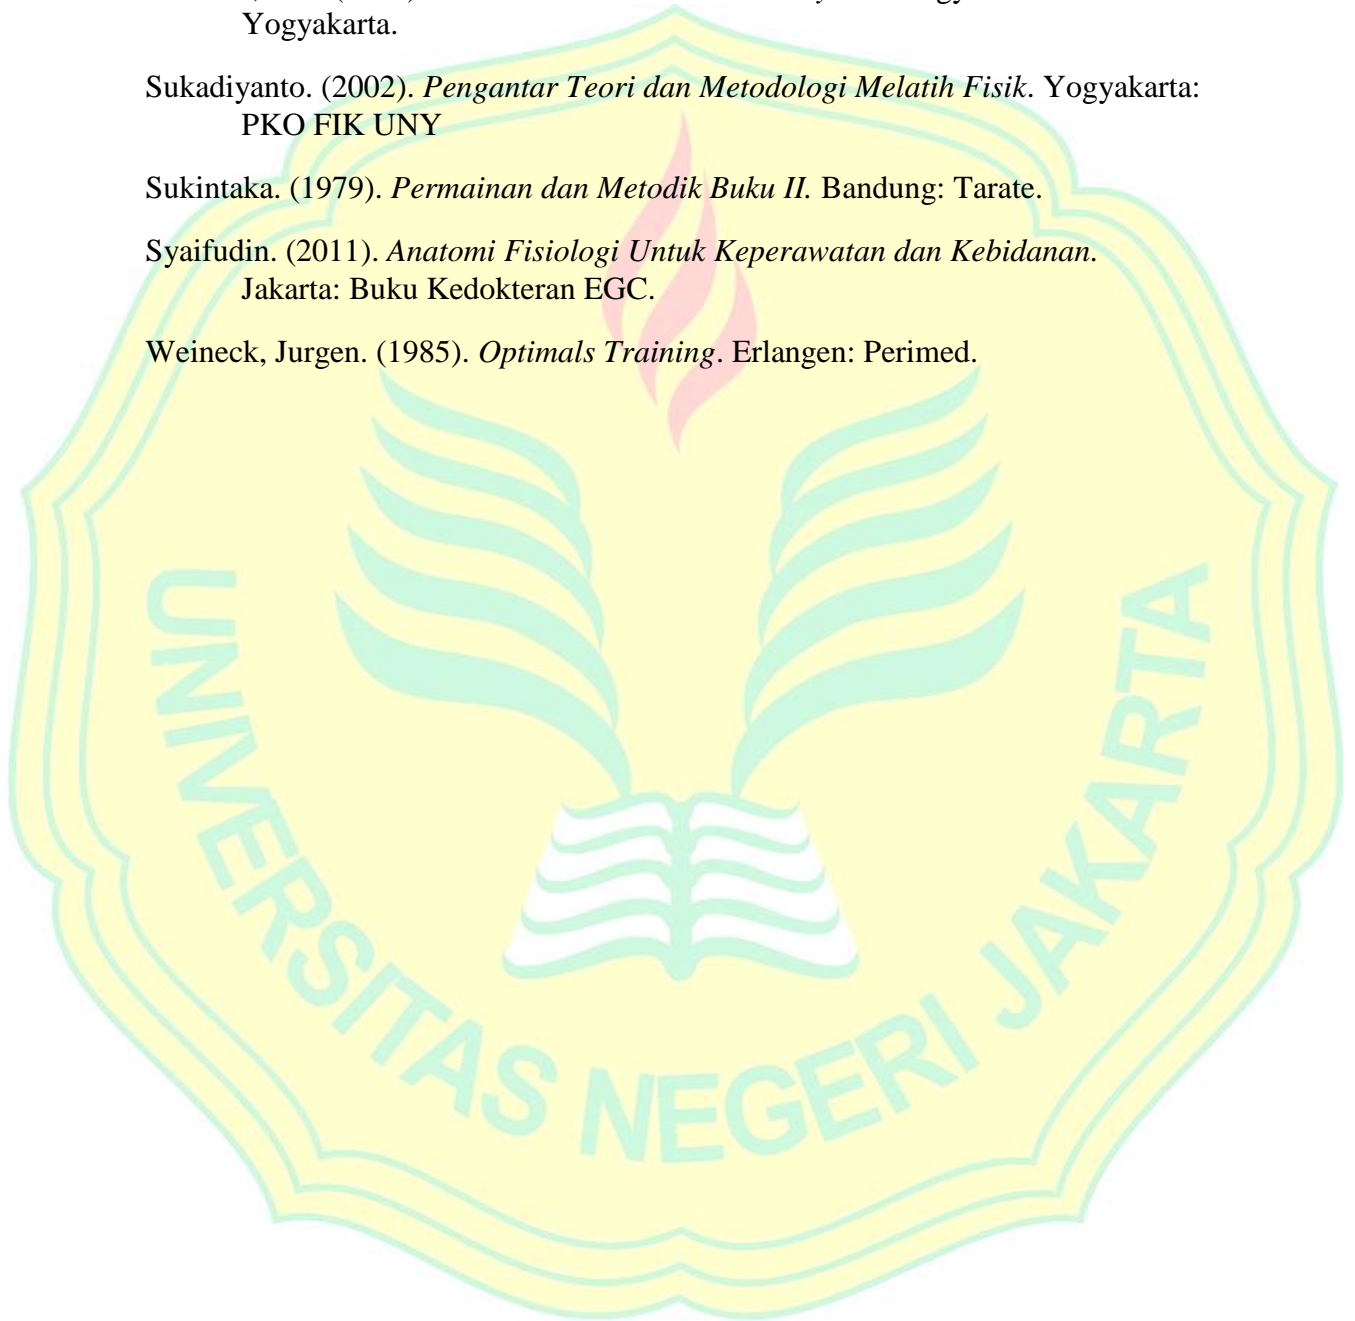 Yogyakarta.
Sukadiyanto. (2002). Pengantar Teori dan Metodologi Melatih Fisik. Yogyakarta:
PKO FIK UNY
Sukintaka. (1979). Permainan dan Metodik Buku II. Bandung: Tarate.
Syaifudin. (2011). Anatomi Fisiologi Untuk Keperawatan dan Kebidanan.
Jakarta: Buku Kedokteran EGC.
Weineck, Jurgen. (1985). Optimals Training. Erlangen: Perimed.
UNIVERSITAS NEGERI JAKARTA